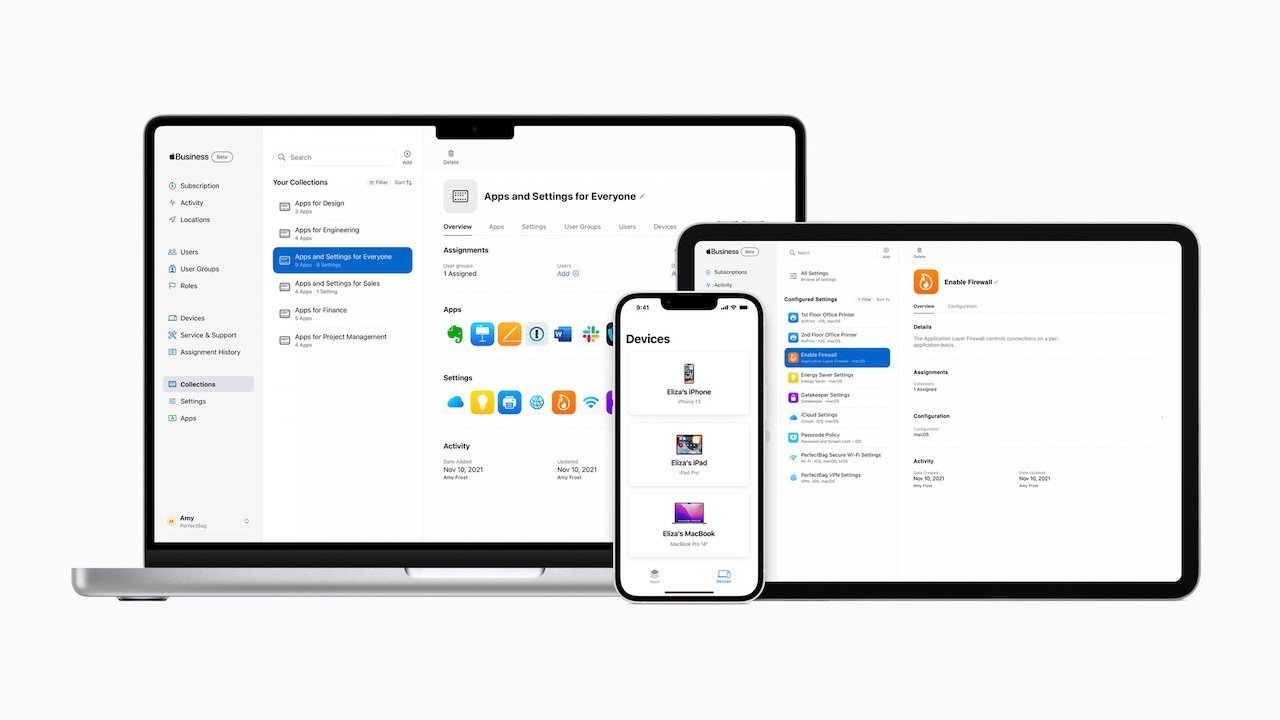 Business Beta
Subscription
Activity
Locations
Users
User Groups
Roles
Devices
Service & Support
Assignment History
Collections
Settings
Apps
AF
Amy
PerfectBag
Search
Add
Your Collections
Filter Sort
Apps for Design
3 Apps
Apps for Engineering
4 Apps
Apps and Settings for Everyone
9 Apps · 8 Settings
Apps and Settings for Sales
4 Apps · 1 Setting
Apps for Finance
5 Apps
Apps for Project Management
4 Apps
Delete
Apps and Settings for Everyone
Overview Apps Settings User Groups Users Devices
Assignments
User groups
1 Assigned
Users
Add
Apps
Settings
Activity
Date Added
Nov 10, 2021
Amy Frost
Updated
Nov 10, 2021
Amy Frost
9:41
Devices
Eliza's iPhone
iPhone 13
Eliza's iPad
iPad Pro
Eliza's MacBook
MacBook Pro 14"
Apps
Devices
Business Beta
Subscriptions
Activity
Search
Add
All Settings
Browse all settings
Configured Settings
Filter Sort
1st Floor Office Printer
AirPrint · iOS, macOS
2nd Floor Office Printer
AirPrint · iOS, macOS
Enable Firewall
Application Layer Firewall · macOS
Energy Saver Settings
Energy Saver · macOS
Gatekeeper Settings
Gatekeeper · macOS
iCloud Settings
iCloud · iOS, macOS
Passcode Policy
Password and Screen Lock · iOS
PerfectBag Secure Wi-Fi Settings
Wi-Fi · iOS, macOS, tvOS
PerfectBag VPN Settings
VPN · iOS, macOS
Delete
Enable Firewall
Overview Configuration
Details
The Application Layer Firewall controls connections on a per-
application basis.
Assignments
Collections
1 Assigned
Configuration
Configuration
macOS
Activity
Date Created
Nov 10, 2021
Amy Frost
Date Updated
Nov 10, 2021
Amy Frost